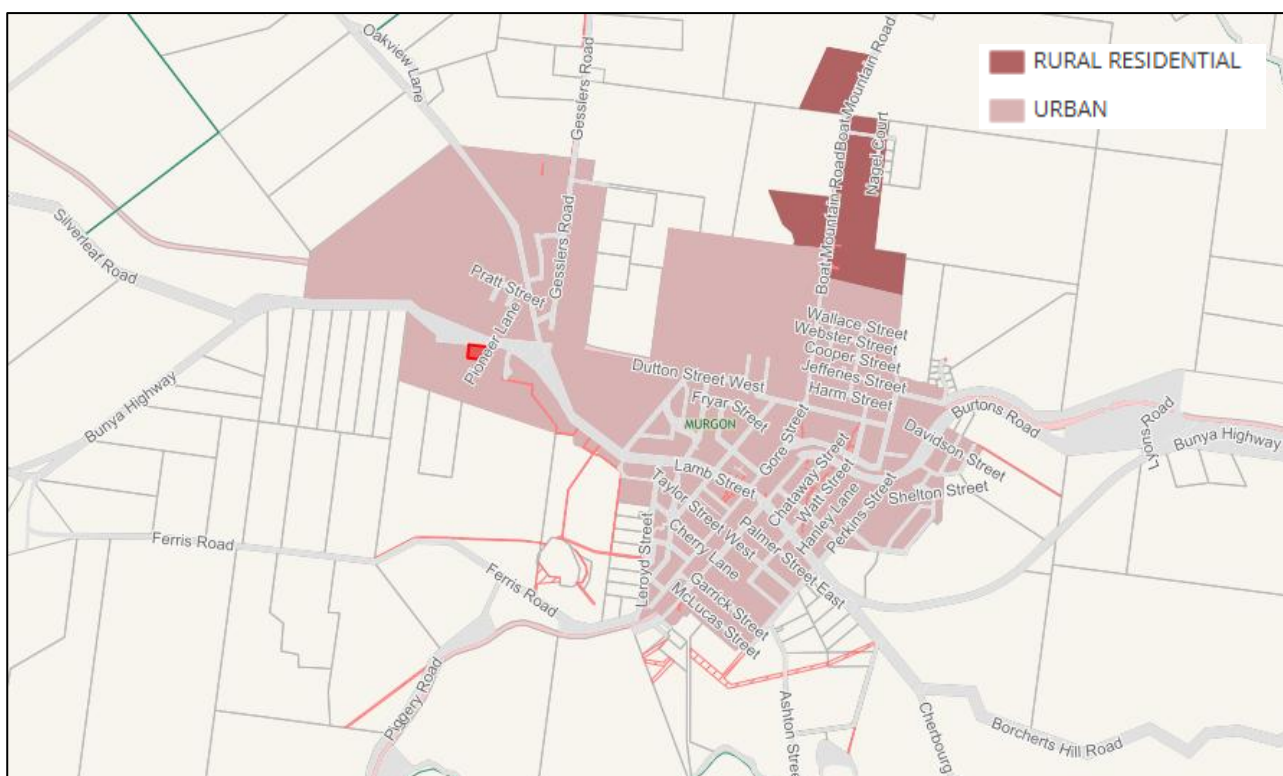 Oakview Lane
Gesslers Road
Boat Mountain Road
Boat Mountain Road
RURAL RESIDENTIAL
URBAN
Nagel Court
Silverleaf Road
Gesslers Road
Pratt Street
Pioneer Lane
Bunya Highway
Wallace Street
Webster Street
Cooper Street
Jefferies Street
Harm Street
Dutton Street West
Fryar Street
MURGON
Gore Street
Burtons Road
Davidson Street
Lyons Road
Bunya Highway
Lamb Street
Chataway Street
Watt Street
Hanley Lane
Perkins Street
Shelton Street
Taylor Street West
Palmer Street East
Cherry Lane
Ferris Road
Ferris Road
Leroyd Street
Garrick Street
McLucas Street
Piggery Road
Ashton Street
Cherbourg
Borcherts Hill Road